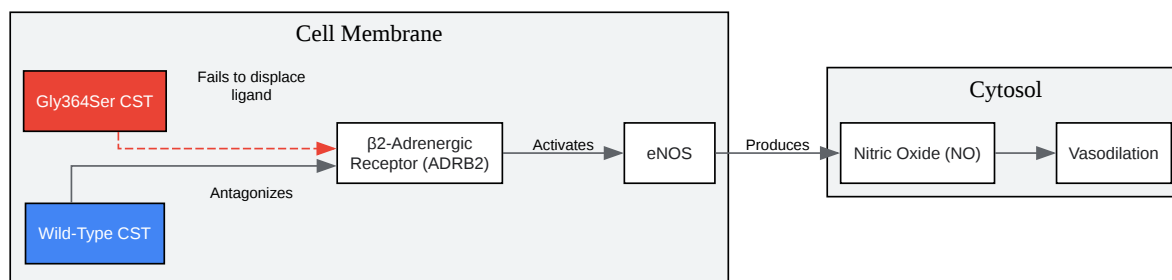 Cell Membrane
Fails to displace
ligand
Gly364Ser CST
β2-Adrenergic
Receptor (ADRB2)
Activates
eNOS
Produces
Antagonizes
Wild-Type CST
Cytosol
Nitric Oxide (NO)
Vasodilation